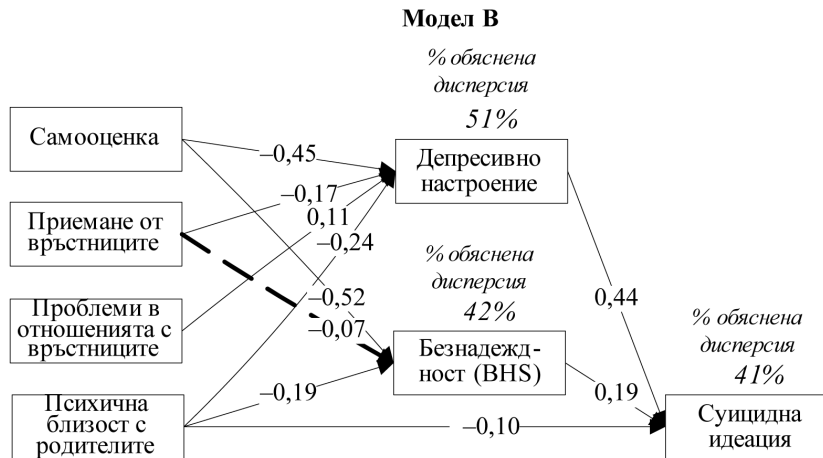 Модел В
% обяснена
дисперсия
51%
Самооценка
–0,45
Депресивно
настроение
Приемане от
връстниците
–0,17
0,11
–0,24
% обяснена
дисперсия
42%
Проблеми в
отношенията с
връстниците
–0,52
–0,07
0,44
% обяснена
дисперсия
41%
Безнадежд-
ност (BHS)
Психична
близост с
родителите
–0,19
0,19
–0,10
Суицидна
идеация